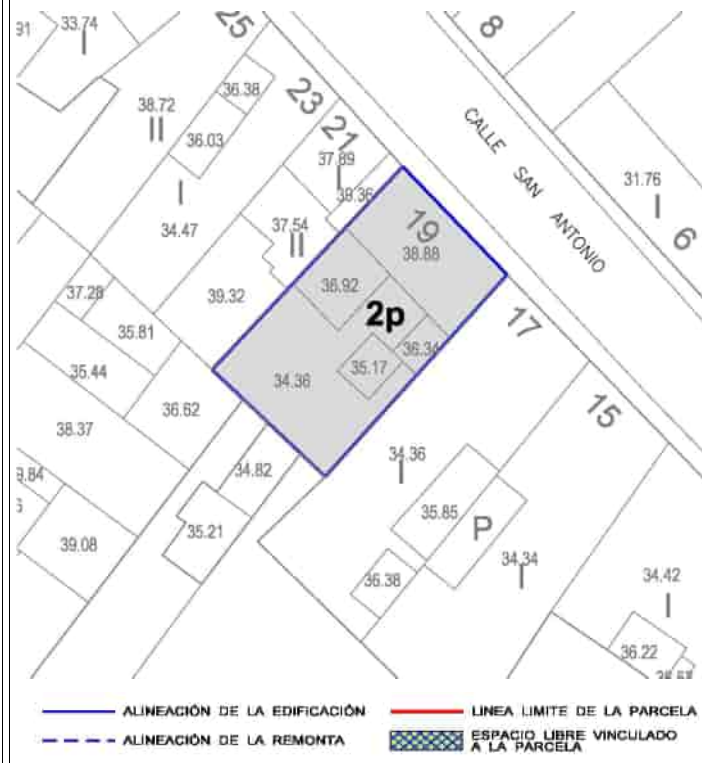 33.74
I
25
8
91
36.38
38.72
II
23
36.03
21
CALLE SAN ANTONIO
37.89
I
31.76
I
I
39.36
6
34.47
37.54
II
19
38.88
37.28
39.32
36.92
2p
17
35.81
36.34
35.17
35.44
34.36
36.62
15
38.37
34.36
I
34.82
9.84
35.85
P
35.21
39.08
34.34
I
36.38
34.42
I
36.22
ALINEACIÓN DE LA EDIFICACIÓN
LINEA LIMITE DE LA PARCELA
ALINEACIÓN DE LA REMONTA
ESPACIO LIBRE VINCULADO
A LA PARCELA